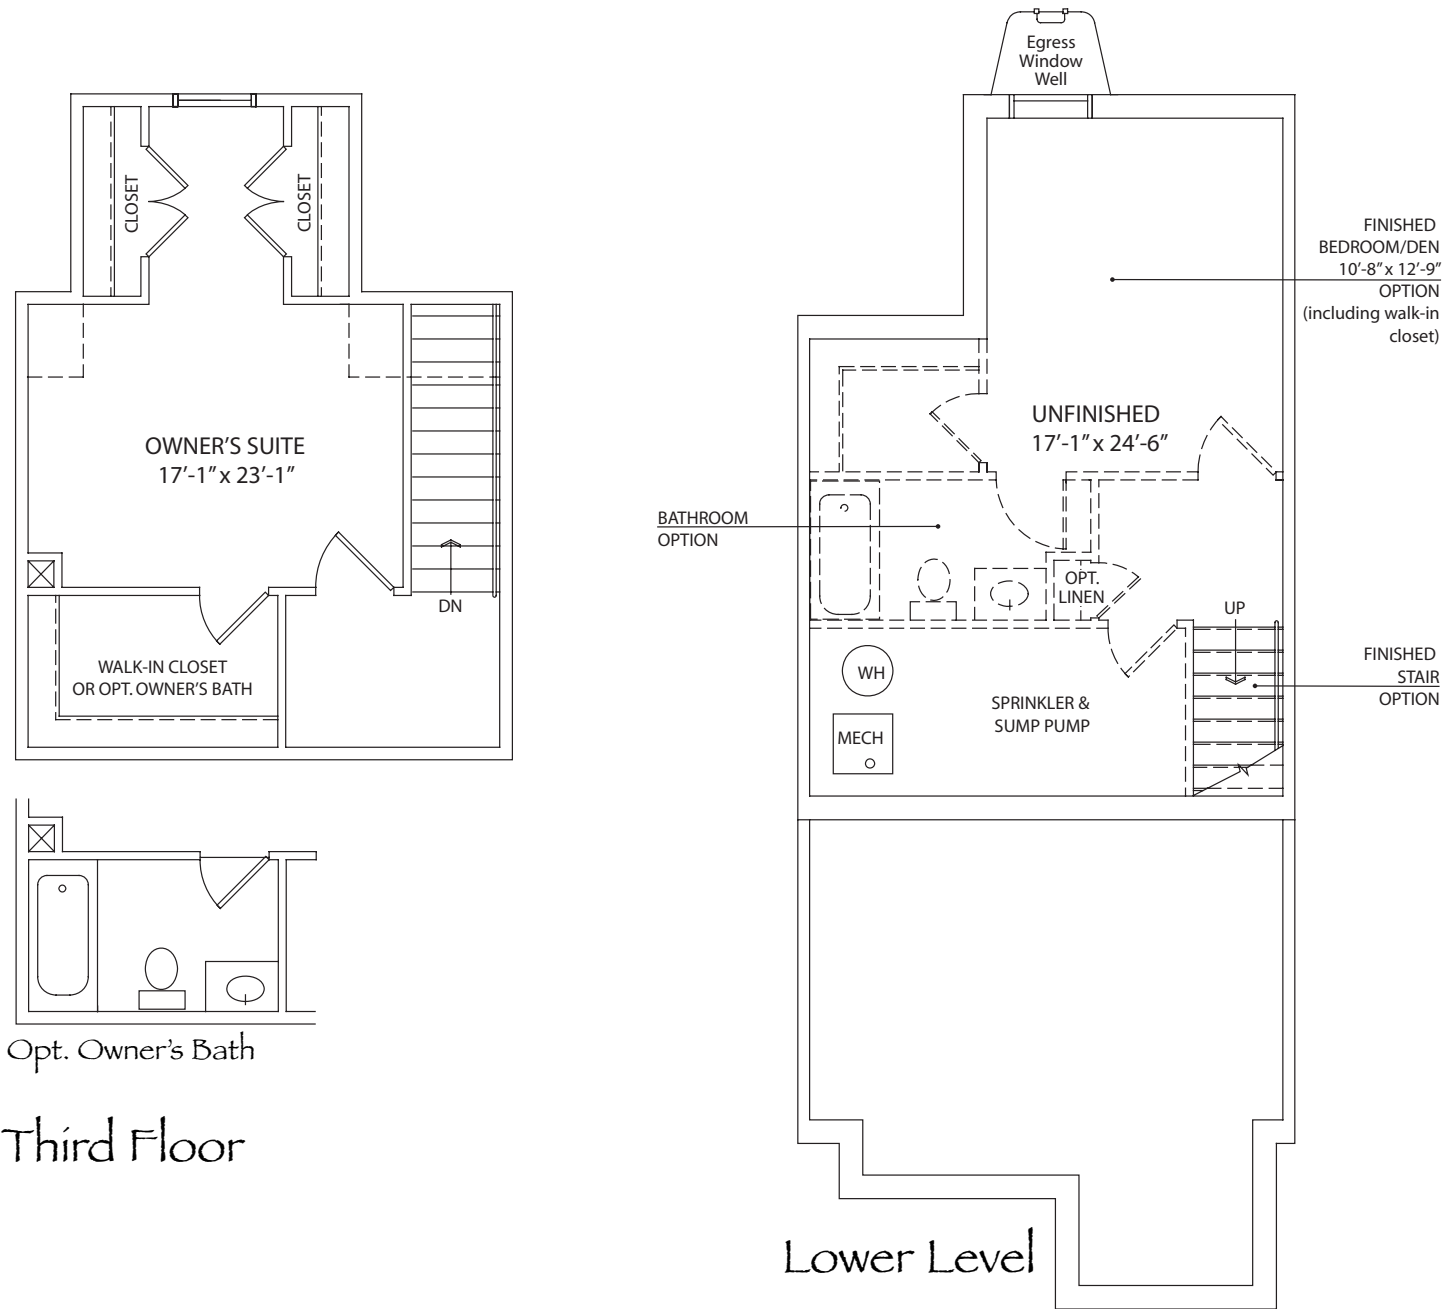 CLOSET
CLOSET
OWNER’S SUITE
17’-1” x 23’-1”
DN
WALK-IN CLOSET
OR OPT. OWNER’S BATH
Opt. Owner’s Bath
Third Floor
Egress
Window
Well
FINISHED
BEDROOM/DEN
10’-8” x 12’-9”
OPTION
(including walk-in
closet)
UNFINISHED
17’-1” x 24’-6”
BATHROOM
OPTION
OPT.
LINEN
UP
FINISHED
STAIR
OPTION
WH
MECH
SPRINKLER &
SUMP PUMP
Lower Level